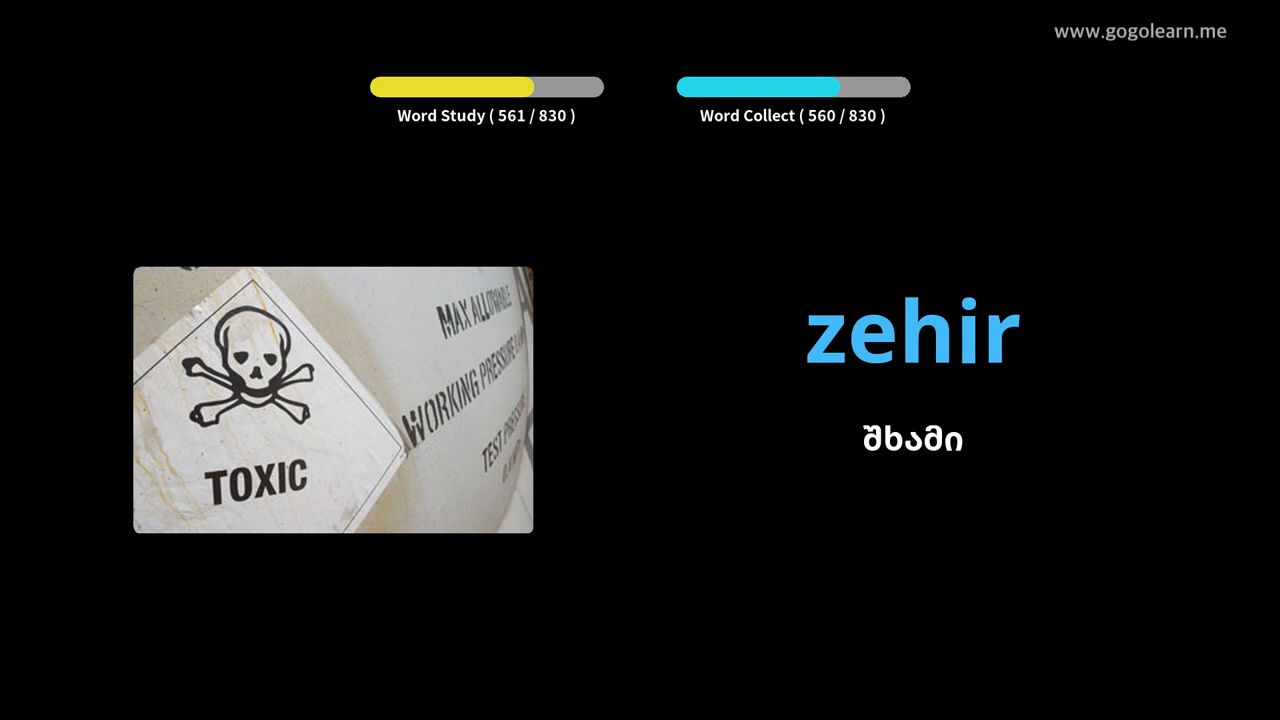 www.gogolearn.me
Word Study ( 561 / 830 )
Word Collect ( 560 / 830 )
MAX ALLOWABLE
WORKING PRESSURE
TEST PRESSURE
TOXIC
zehir
შხამი